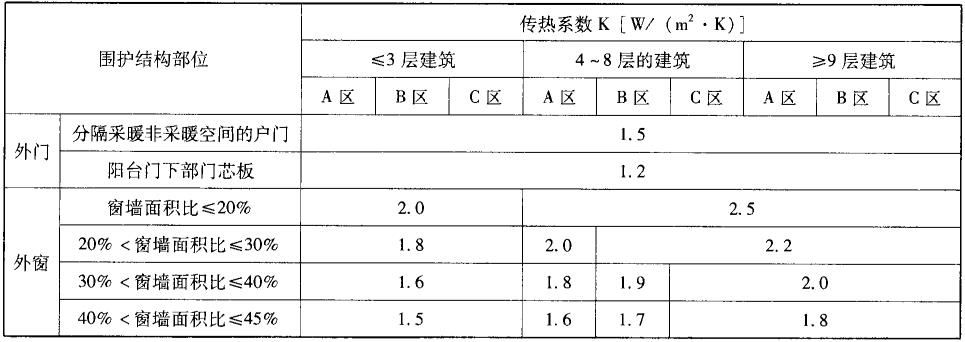 围护结构部位 传热系数 K [W/ (m²·K)]
≤3 层建筑 4~8 层的建筑 ≥9 层建筑
A 区 B 区 C 区 A 区 B 区 C 区 A 区 B 区 C 区
外门 分隔采暖非采暖空间的户门 1.5
阳台门下部门芯板 1.2
外窗 窗墙面积比≤20% 2.0 2.5
20% <窗墙面积比≤30% 1.8 2.0 2.2
30% <窗墙面积比≤40% 1.6 1.8 1.9 2.0
40% <窗墙面积比≤45% 1.5 1.6 1.7 1.8